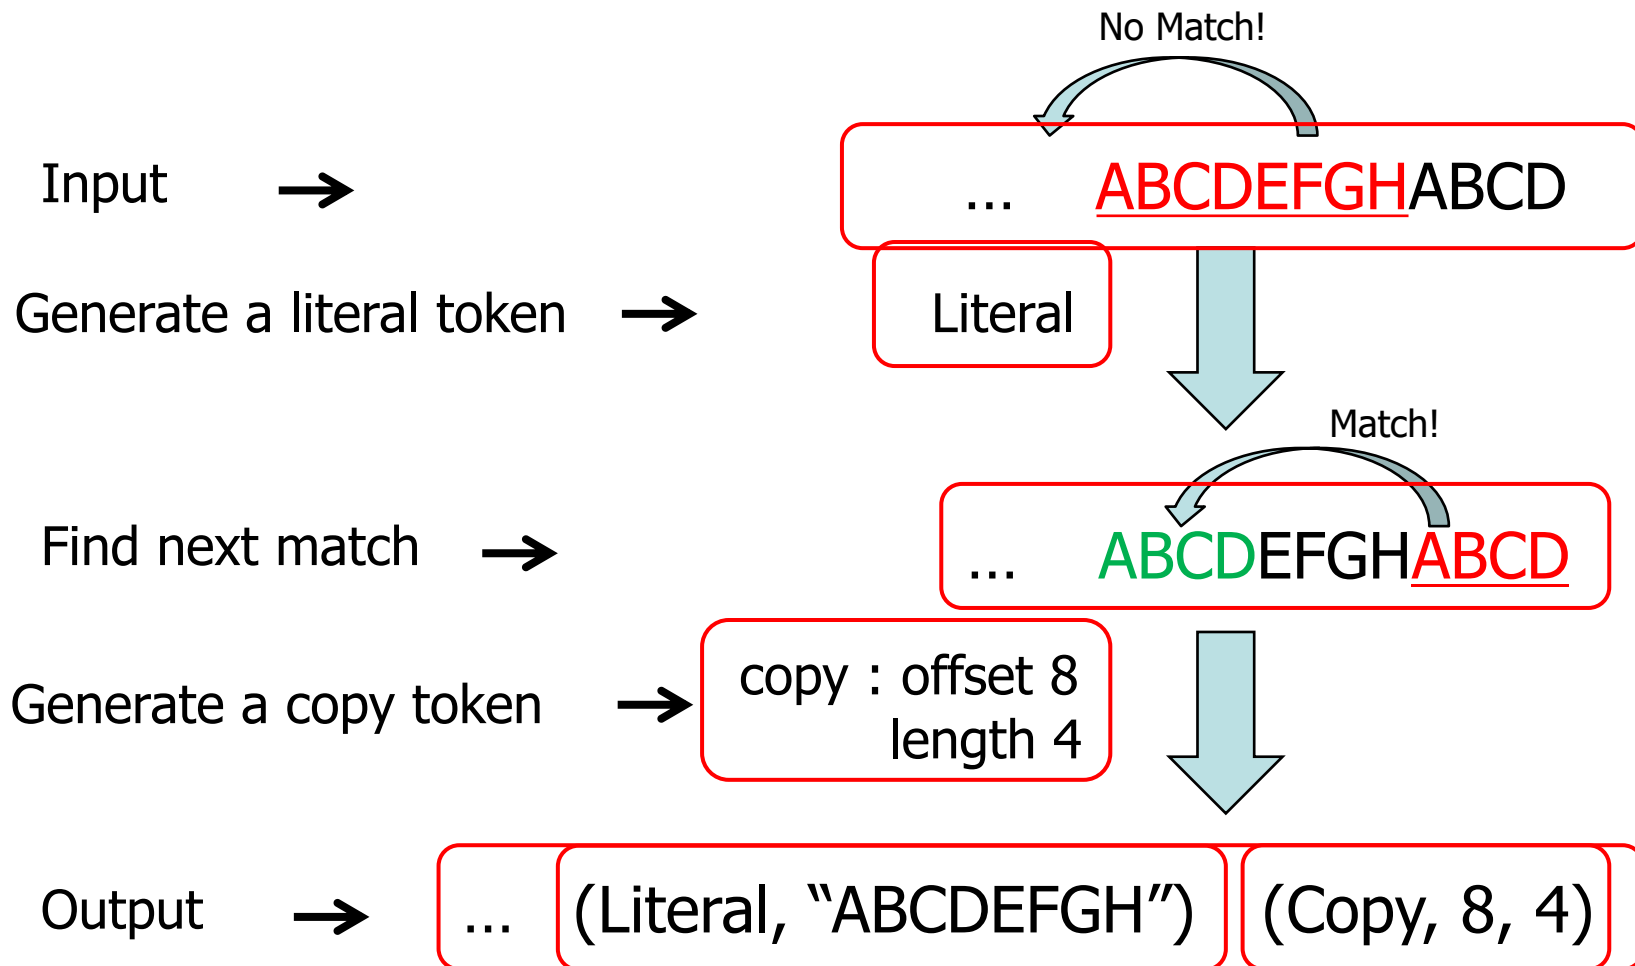 No Match!
Input → ... ABCDEFGHABCD
Generate a literal token → Literal
Match!
Find next match → ... ABCDEFGHABCD
Generate a copy token → copy : offset 8
length 4
Output → ... (Literal, “ABCDEFGH”) (Copy, 8, 4)